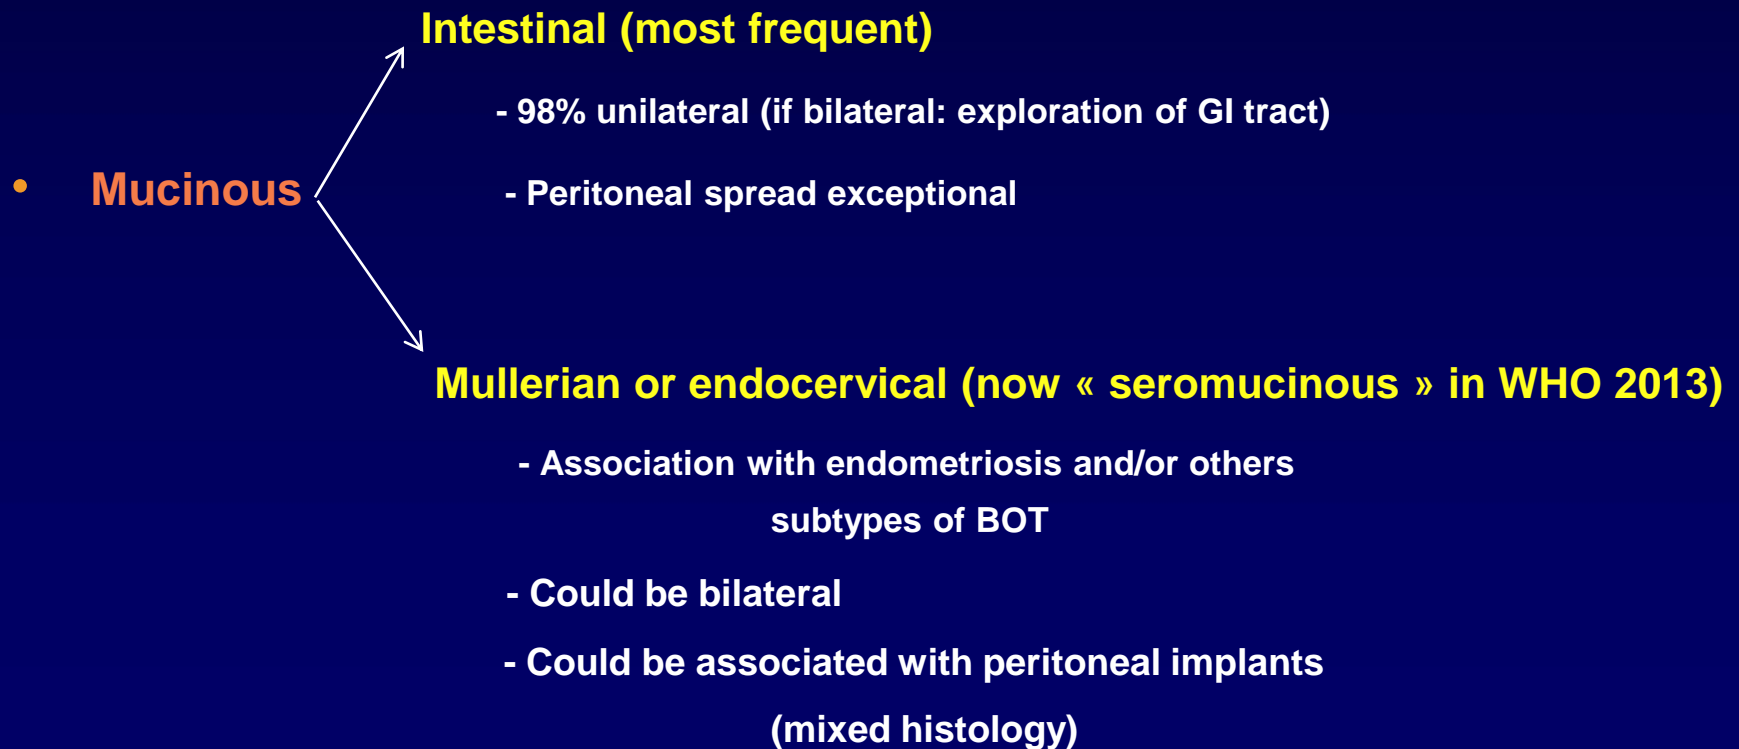 Intestinal (most frequent)
- 98% unilateral (if bilateral: exploration of GI tract)
• Mucinous
- Peritoneal spread exceptional
Mullerian or endocervical (now « seromucinous » in WHO 2013)
- Association with endometriosis and/or others
subtypes of BOT
- Could be bilateral
- Could be associated with peritoneal implants
(mixed histology)